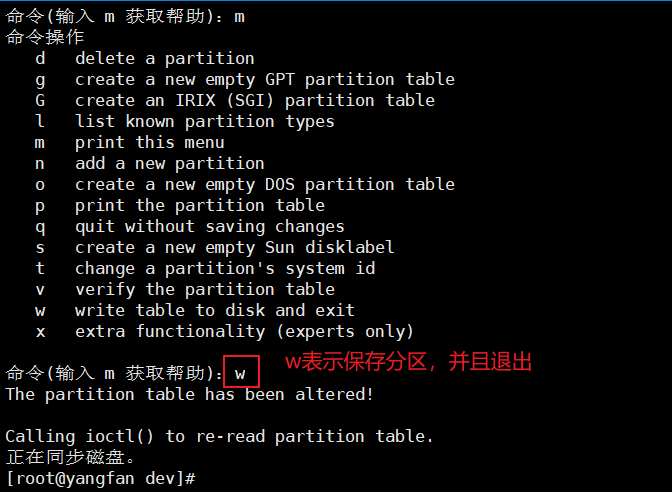 命令(输入 m 获取帮助)：m
命令操作
d   delete a partition
g   create a new empty GPT partition table
G   create an IRIX (SGI) partition table
l   list known partition types
m   print this menu
n   add a new partition
o   create a new empty DOS partition table
p   print the partition table
q   quit without saving changes
s   create a new empty Sun disklabel
t   change a partition's system id
v   verify the partition table
w   write table to disk and exit
x   extra functionality (experts only)
命令(输入 m 获取帮助)：w w表示保存分区，并且退出
The partition table has been altered!
Calling ioctl() to re-read partition table.
正在同步磁盘。
[root@yangfan dev]#